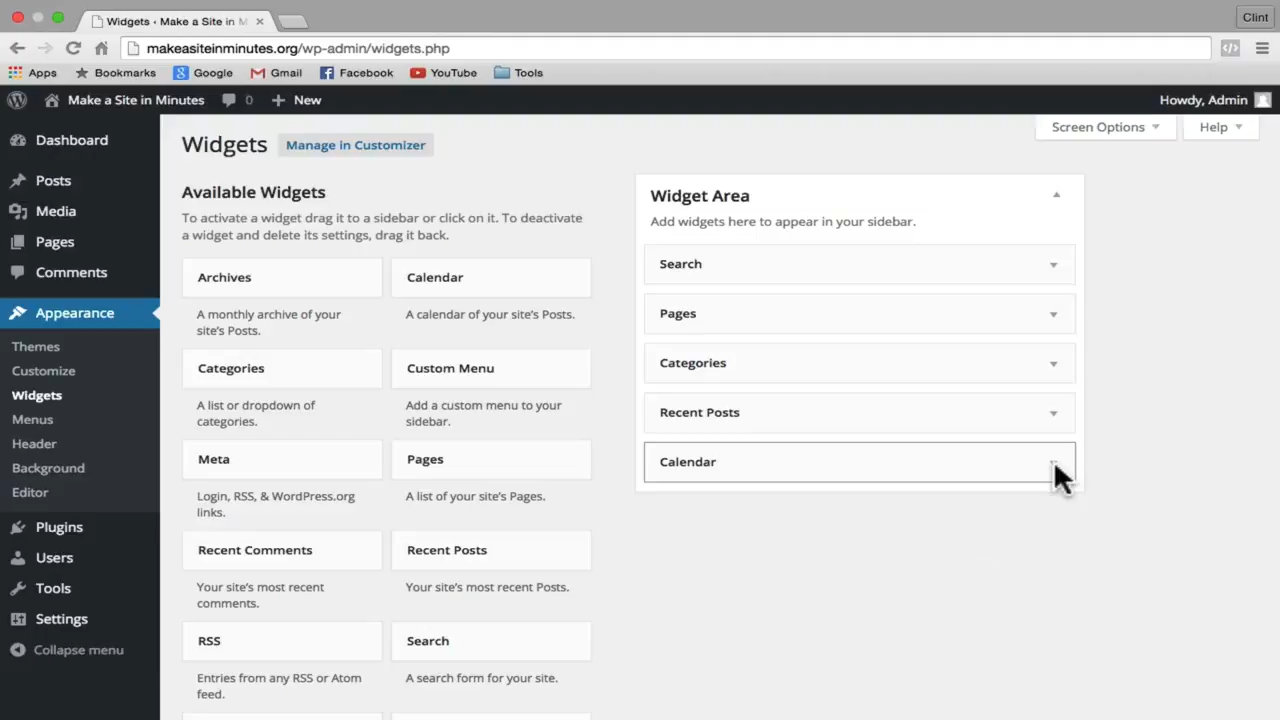 Widgets ‹ Make a Site in M
Clint
makeasiteinminutes.org/wp-admin/widgets.php
Apps Bookmarks Google Gmail Facebook YouTube Tools
Make a Site in Minutes 0 + New Howdy, Admin
Dashboard
Posts
Media
Pages
Comments
Appearance
Themes
Customize
Widgets
Menus
Header
Background
Editor
Plugins
Users
Tools
Settings
Collapse menu
Screen Options Help
Widgets Manage in Customizer
Available Widgets
To activate a widget drag it to a sidebar or click on it. To deactivate
a widget and delete its settings, drag it back.
Archives
A monthly archive of your
site's Posts.
Calendar
A calendar of your site's Posts.
Categories
A list or dropdown of
categories.
Custom Menu
Add a custom menu to your
sidebar.
Meta
Login, RSS, & WordPress.org
links.
Pages
A list of your site's Pages.
Recent Comments
Your site's most recent
comments.
Recent Posts
Your site's most recent Posts.
RSS
Entries from any RSS or Atom
feed.
Search
A search form for your site.
Widget Area
Add widgets here to appear in your sidebar.
Search
Pages
Categories
Recent Posts
Calendar